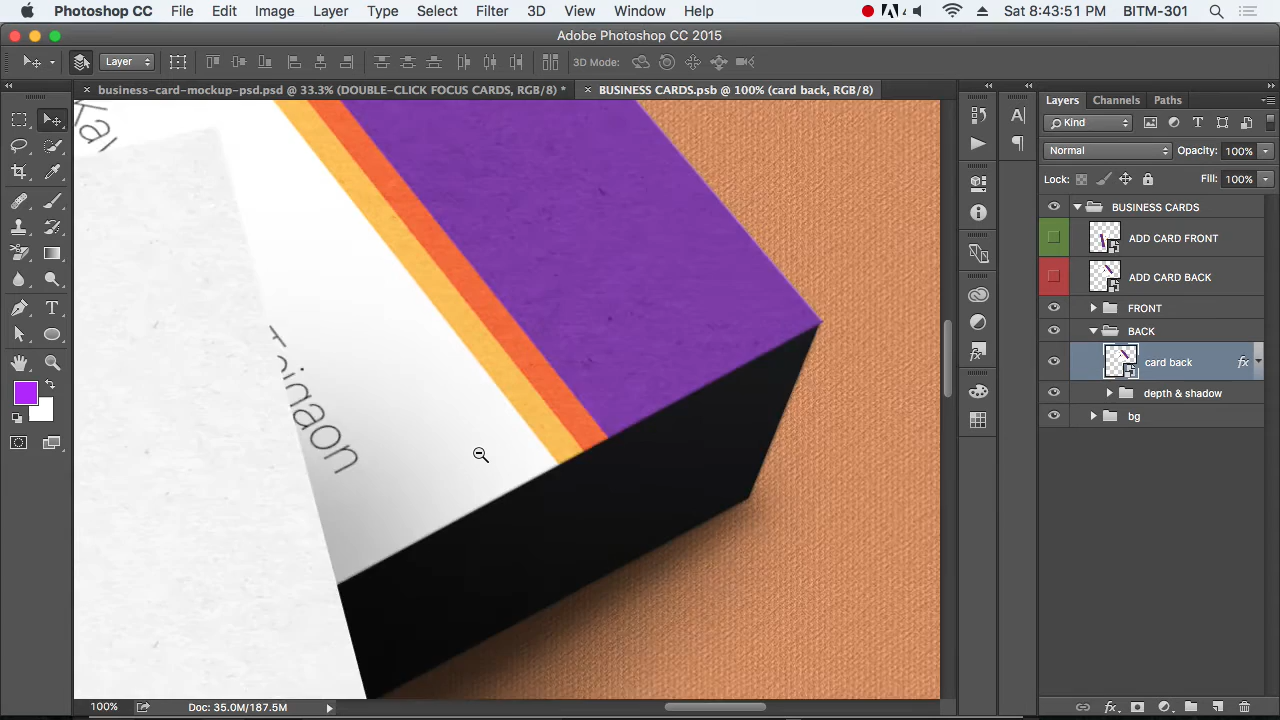 Photoshop CC File Edit Image Layer Type Select Filter 3D View Window Help Sat 8:43:51 PM BITM-301
Adobe Photoshop CC 2015
Layer 3D Mode:
business-card-mockup-psd.psd @ 33.3% (DOUBLE-CLICK FOCUS CARDS, RGB/8) * BUSINESS CARDS.psb @ 100% (card back, RGB/8)
Layers Channels Paths
Kind
Normal Opacity: 100%
Lock: Fill: 100%
BUSINESS CARDS
ADD CARD FRONT
ADD CARD BACK
FRONT
BACK
card back fx
depth & shadow
bg
Kal
100% Doc: 35.0M/187.5M